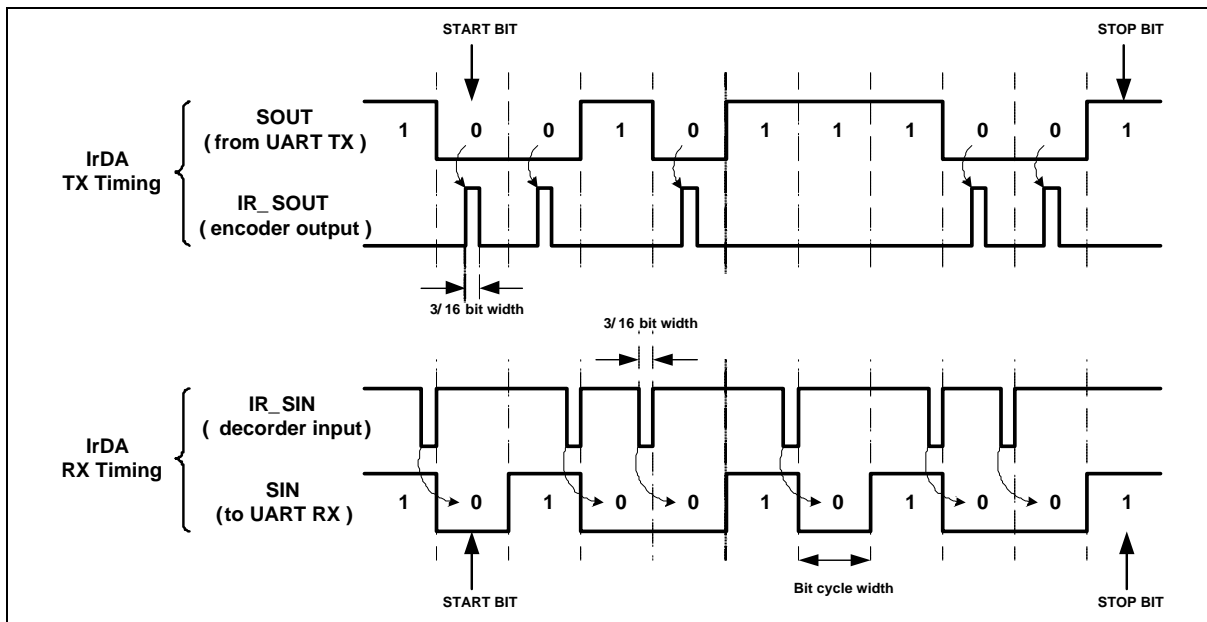 START BIT
STOP BIT
SOUT
(from UART TX)
1 0 0 1 0 1 1 1 0 0 1
IrDA
TX Timing
IR_SOUT
(encoder output)
3/16 bit width
3/16 bit width
IR_SIN
( decorder input)
IrDA
RX Timing
SIN
(to UART RX)
1 0 1 0 0 1 0 1 0 0 1
Bit cycle width
START BIT
STOP BIT